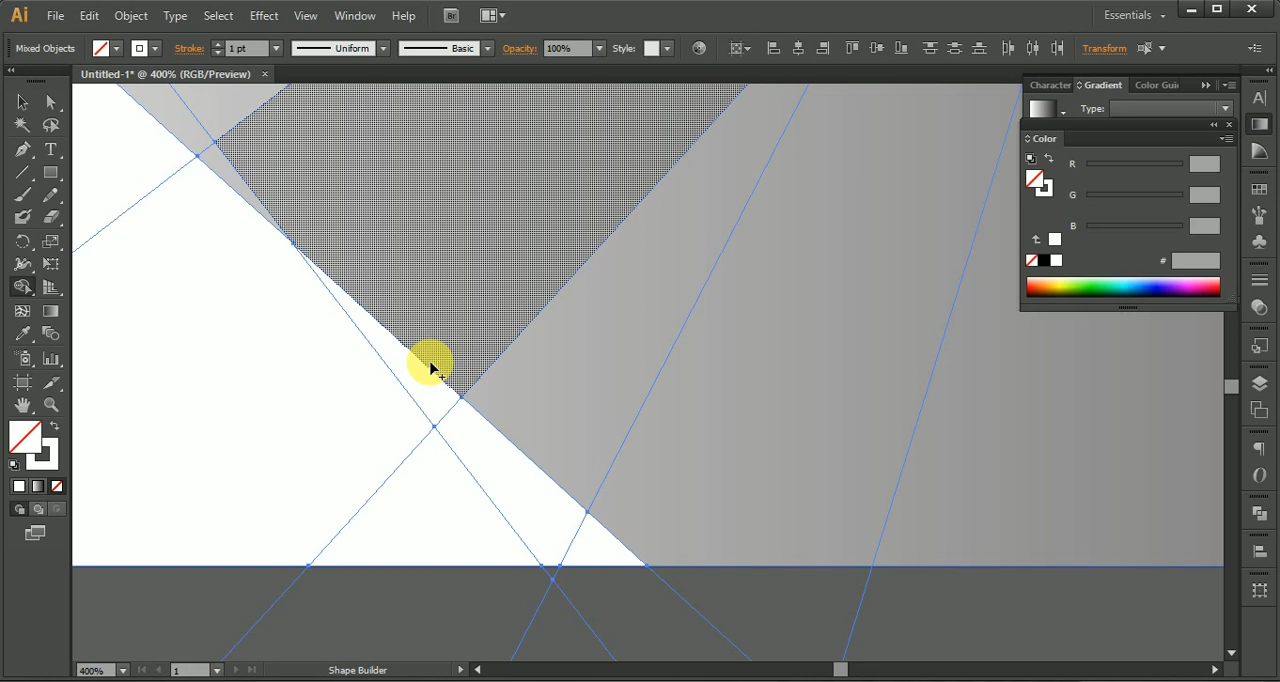 Ai File Edit Object Type Select Effect View Window Help Br Essentials
Mixed Objects Stroke: 1 pt Uniform Basic Opacity: 100% Style: Transform
Untitled-1* @ 400% (RGB/Preview) ×
Character Gradient Color Gui
Type:
Color
R
G
B
#
400% 1 Shape Builder